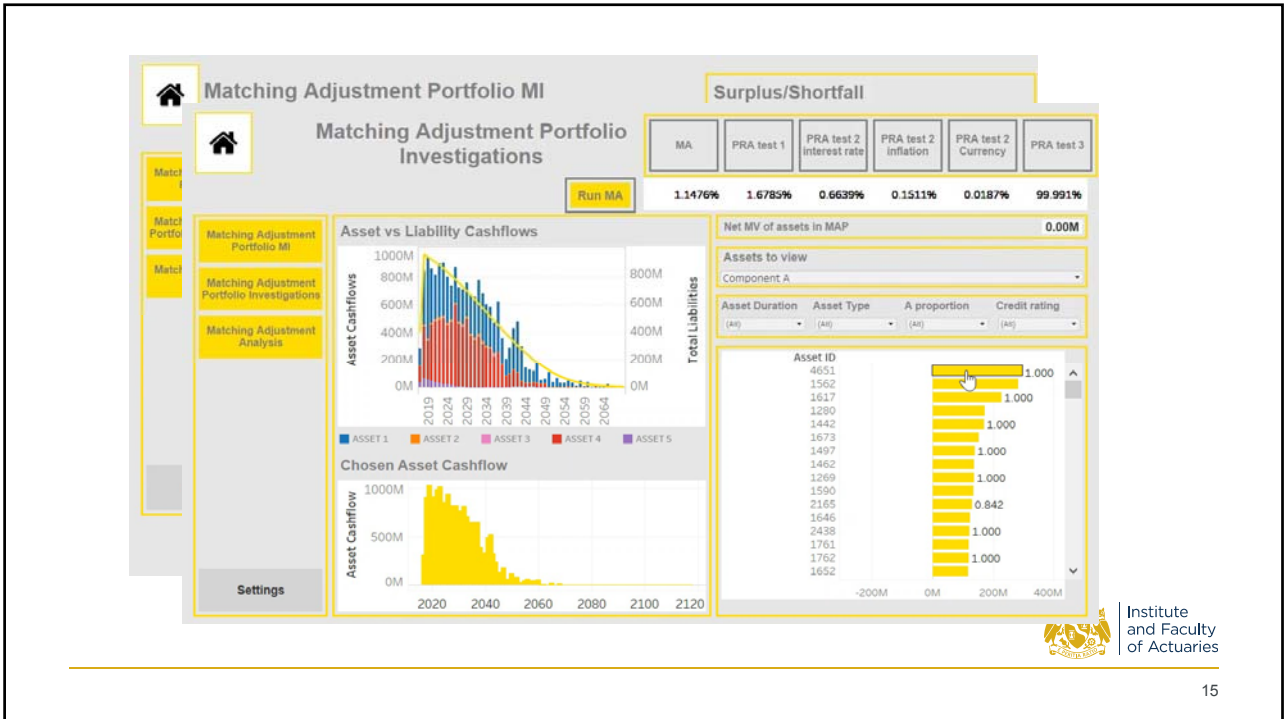 Matching Adjustment Portfolio MI
Surplus/Shortfall
Matching Adjustment Portfolio
Investigations
MA
PRA test 1
PRA test 2
interest rate
PRA test 2
inflation
PRA test 2
Currency
PRA test 3
Run MA
1.1476%
1.6785%
0.6639%
0.1511%
0.0187%
99.991%
Matching Adjustment
Portfolio MI
Matching Adjustment
Portfolio Investigations
Matching Adjustment
Analysis
Settings
Asset vs Liability Cashflows
Asset Cashflows
1000M
800M
600M
400M
200M
0M
800M
600M
400M
200M
0M
Total Liabilities
2019
2024
2029
2034
2039
2044
2049
2054
2059
2064
ASSET 1
ASSET 2
ASSET 3
ASSET 4
ASSET 5
Chosen Asset Cashflow
Asset Cashflow
1000M
500M
0M
2020
2040
2060
2080
2100
2120
Net MV of assets in MAP
0.00M
Assets to view
Component A
Asset Duration
Asset Type
A proportion
Credit rating
(All)
(All)
(All)
(All)
Asset ID
4651
1.000
1562
1617
1.000
1280
1442
1.000
1673
1497
1.000
1462
1269
1.000
1590
2165
0.842
1646
2438
1.000
1761
1762
1.000
1652
-200M
0M
200M
400M
Institute
and Faculty
of Actuaries
15